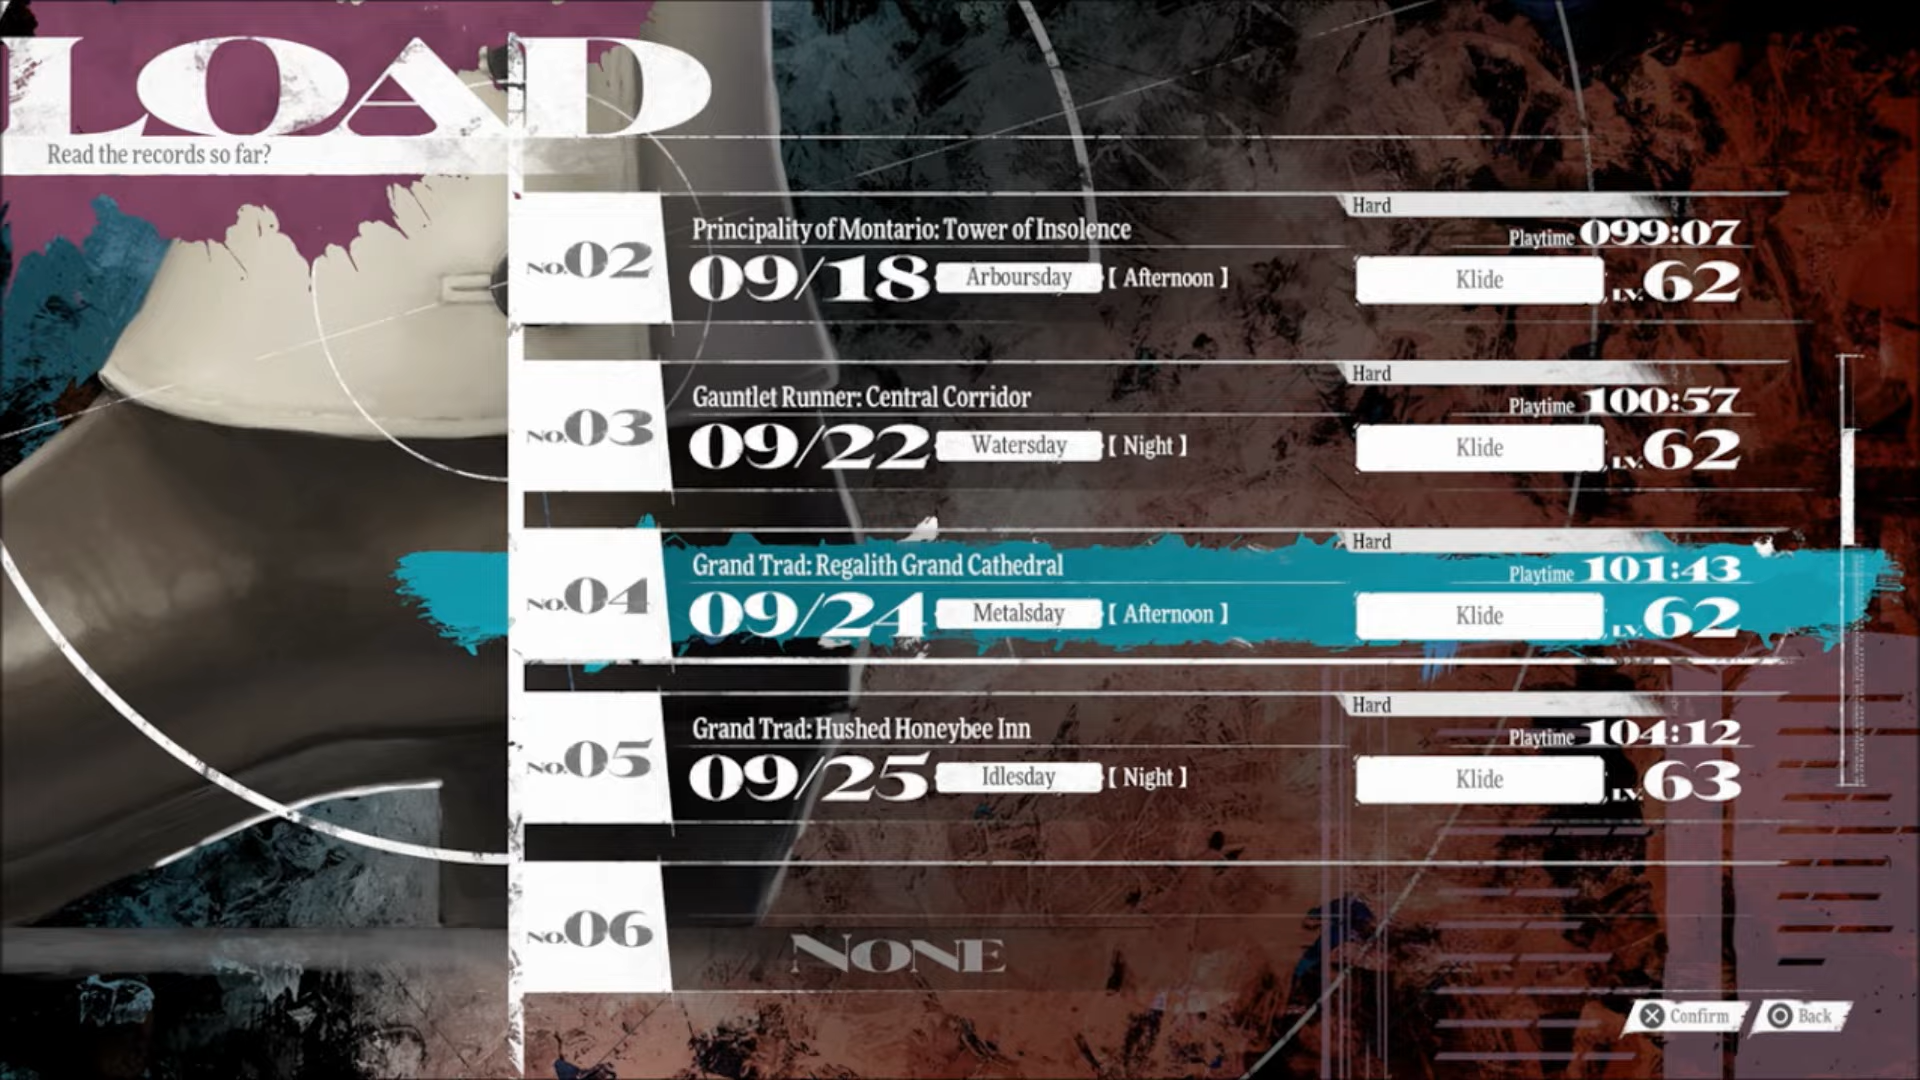 LOAD
Read the records so far?
No.02
Principality of Montario: Tower of Insolence
09/18 Arboursday [ Afternoon ]
Hard
Playtime 099:07
Klide LV.62
No.03
Gauntlet Runner: Central Corridor
09/22 Watersday [ Night ]
Hard
Playtime 100:57
Klide LV.62
No.04
Grand Trad: Regalith Grand Cathedral
09/24 Metalsday [ Afternoon ]
Hard
Playtime 101:43
Klide LV.62
No.05
Grand Trad: Hushed Honeybee Inn
09/25 Idlesday [ Night ]
Hard
Playtime 104:12
Klide LV.63
No.06
NONE
Confirm Back